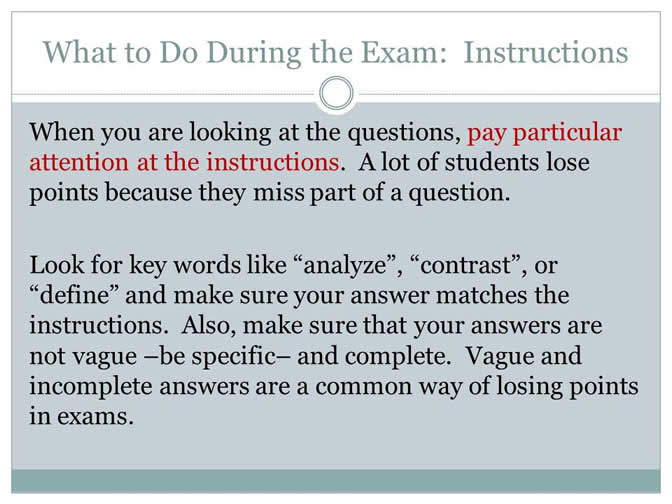 What to Do During the Exam:  Instructions
When you are looking at the questions, pay particular
attention at the instructions.  A lot of students lose
points because they miss part of a question.
Look for key words like “analyze”, “contrast”, or
“define” and make sure your answer matches the
instructions.  Also, make sure that your answers are
not vague –be specific– and complete.  Vague and
incomplete answers are a common way of losing points
in exams.